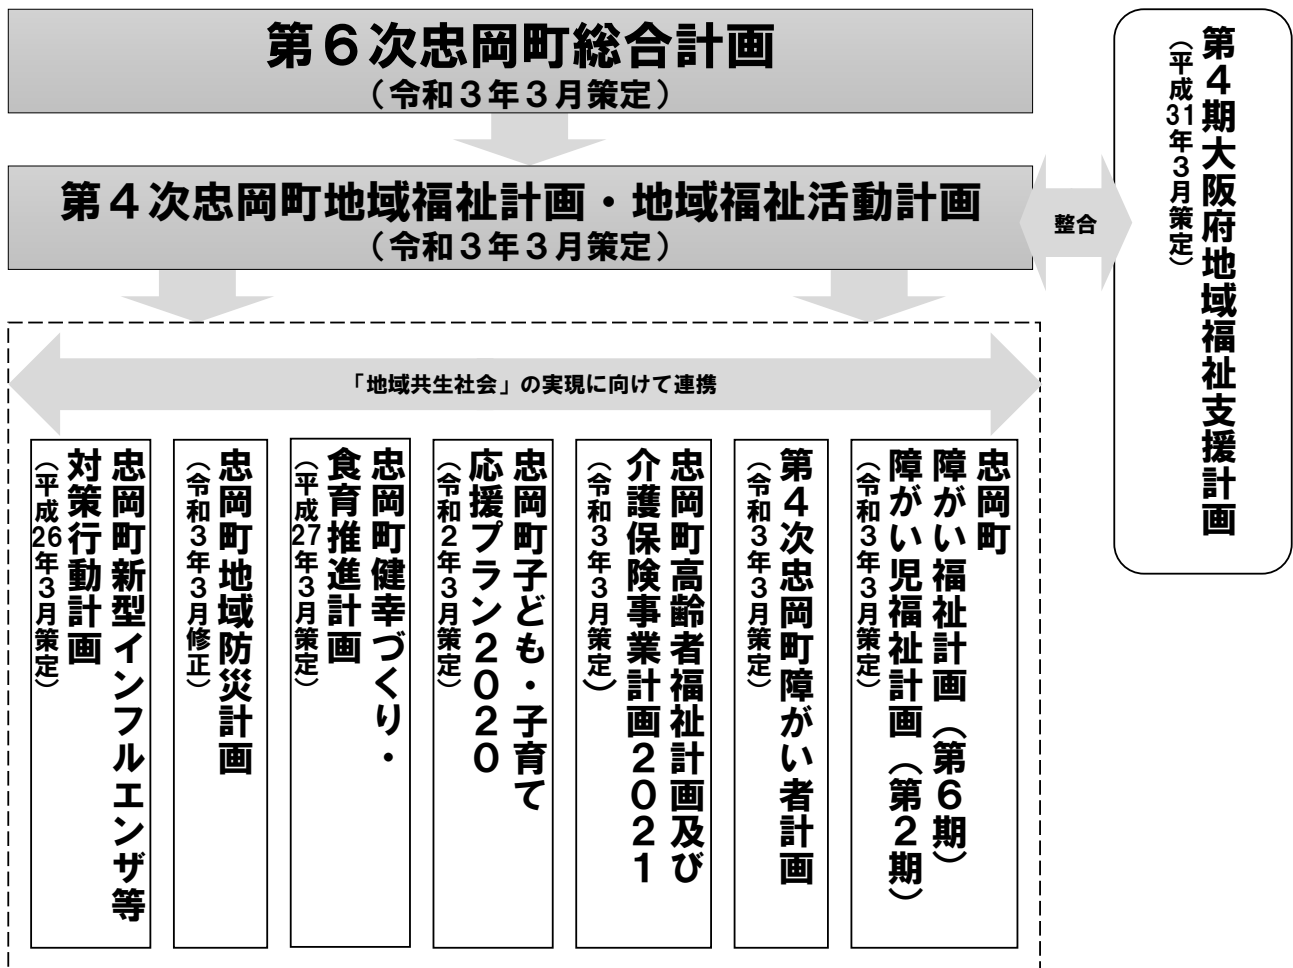 第６次忠岡町総合計画
（令和３年３月策定）
第４次忠岡町地域福祉計画・地域福祉活動計画
（令和３年３月策定）
整合
第４期大阪府地域福祉支援計画
（平成31年３月策定）
「地域共生社会」の実現に向けて連携
忠岡町
障がい福祉計画（第６期）
障がい児福祉計画（第２期）
（令和３年３月策定）
第４次忠岡町障がい者計画
（令和３年３月策定）
忠岡町高齢者福祉計画及び
介護保険事業計画２０２１
（令和３年３月策定）
忠岡町子ども・子育て
応援プラン２０２０
（令和２年３月策定）
忠岡町健幸づくり・
食育推進計画
（平成27年３月策定）
忠岡町地域防災計画
（令和３年３月修正）
忠岡町新型インフルエンザ等
対策行動計画
（平成26年３月策定）